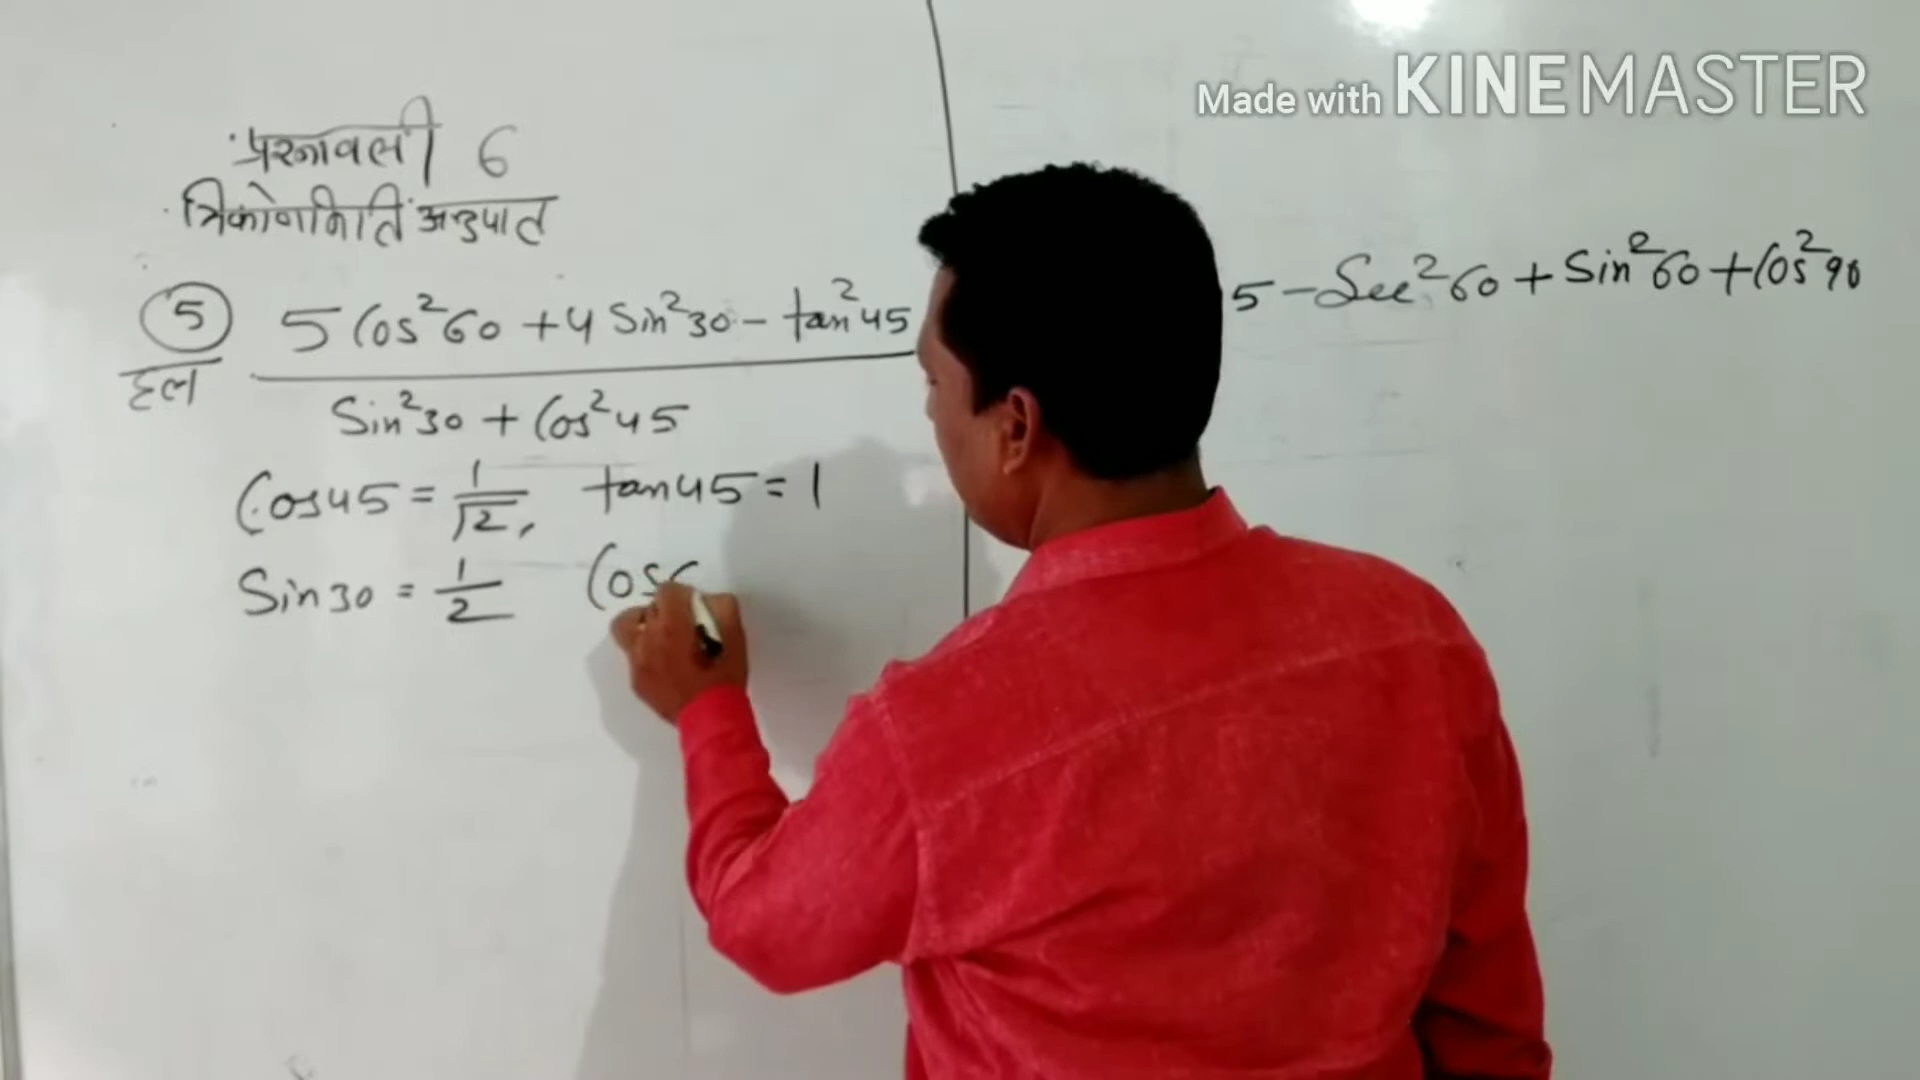 Made with KINEMASTER
प्रश्नावली 6
त्रिकोणमिति अनुपात
5 - Sec²60 + Sin²60 + Cos²90
⑤ 5 Cos²60 + 4 Sin²30 - tan²45
हल
Sin²30 + Cos²45
Cos45 = 1/√2, tan45 = 1
Sin30 = 1/2 Cos6